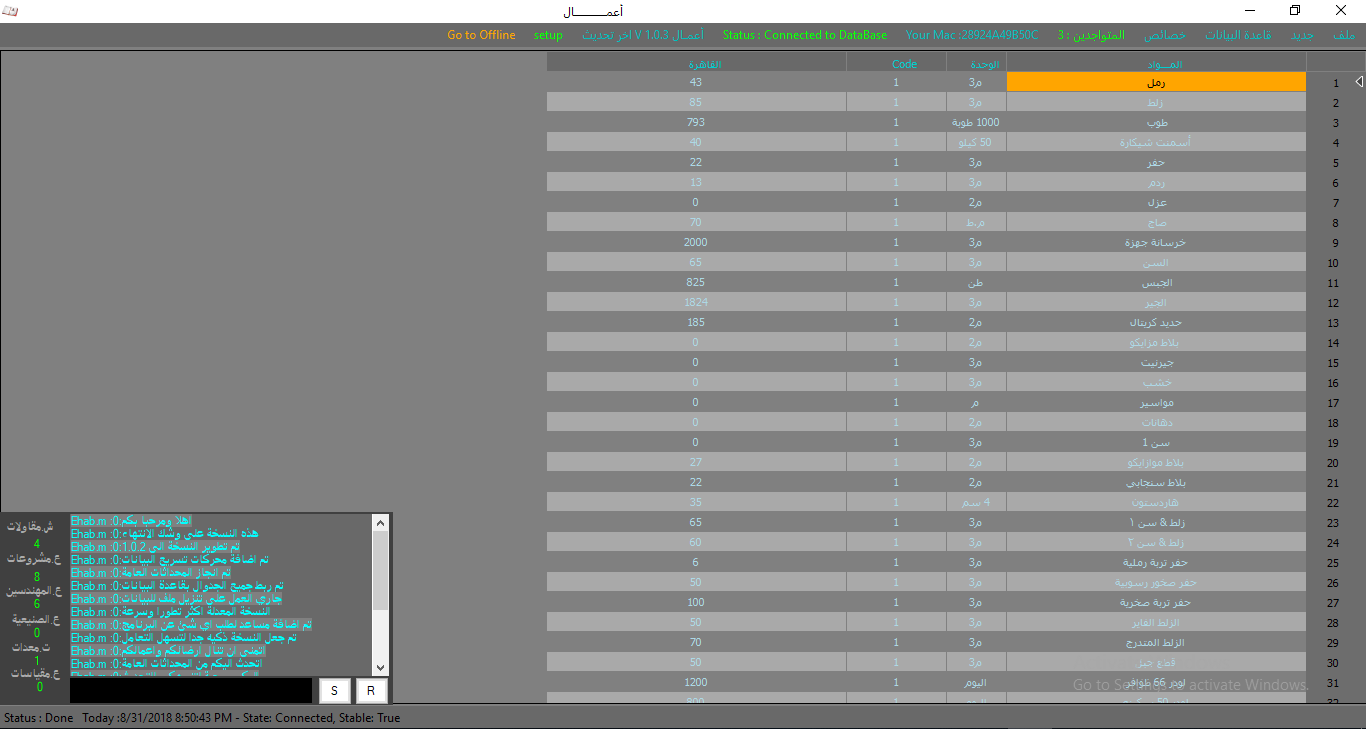 أعمـــــــــــال
ملف جديد قاعدة البيانات خصائص المتواجدين : 3 Your Mac :28924A49B50C Status : Connected to DataBase أعمـال V 1.0.3 اخر تحديث setup Go to Offline
المـــواد الوحدة Code القاهرة
1 رمل م3 1 43
2 زلط م3 1 85
3 طوب 1000 طوبة 1 793
4 أسمنت شيكارة 50 كيلو 1 40
5 حفر م3 1 22
6 ردم م3 1 13
7 عزل م2 1 0
8 صاج م.ط 1 70
9 خرسانة جهزة م3 1 2000
10 السن م3 1 65
11 الجبس طن 1 825
12 الجير م3 1 1824
13 حديد كريتال م2 1 185
14 بلاط مزايكو م2 1 0
15 جيزنيت م3 1 0
16 خشب م3 1 0
17 مواسير م 1 0
18 دهانات م2 1 0
19 سن 1 م3 1 0
20 بلاط موازايكو م2 1 27
21 بلاط سنجابي م2 1 22
22 هاردستون 4 سم 1 35
23 زلط & سن ١ م3 1 65
24 زلط & سن ٢ م3 1 60
25 حفر تربة رملية م3 1 6
26 حفر صخور رسوبية م3 1 50
27 حفر تربة صخرية م3 1 100
28 الزلط الفايز م3 1 50
29 الزلط المتدرج م3 1 70
30 قطع جيز م3 1 50
31 لودر 66 ظوافر اليوم 1 1200
32
Go to Settings to activate Windows.
ش.مقاولات
4
ع.مشروعات
8
ع.المهندسين
6
ع.الصنيعية
0
ت.معدات
1
ع.مقياسات
0
Ehab.m :0:اهلا ومرحبا بكم
Ehab.m :0:هذه النسخة على وشك الانتهاء
Ehab.m :0:تم تطوير النسخة الى 1.0.2
Ehab.m :0:تم اضافة محركات تسريع البيانات
Ehab.m :0:تم انجاز المحداثات العامة
Ehab.m :0:تم ربط جميع الجدوال بقاعدة البيانات
Ehab.m :0:جاري العمل على تنزيل ملف للبيانات
Ehab.m :0:النسخة المعدلة اكثر تطورا وسرعة
Ehab.m :0:تم اضافة مساعد لطلب اي شئ عن البرنامج
Ehab.m :0:تم جعل النسخة ذكيه جدا لتسهل التعامل
Ehab.m :0:اتمنى ان تنال ارضائكم واعمالكم
Ehab.m :0:اتحدث اليكم من المحداثات العامة
S R
Status : Done Today :8/31/2018 8:50:43 PM - State: Connected, Stable: True